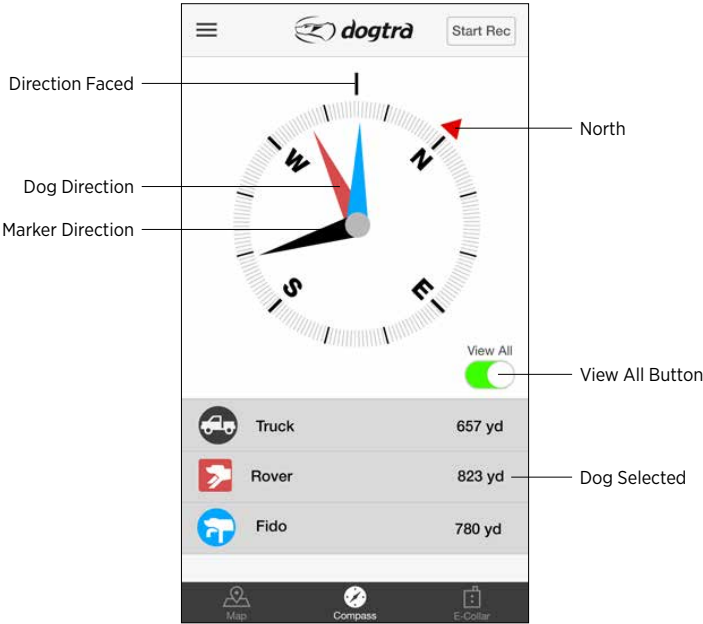 dogtra
Start Rec
Direction Faced
North
W
N
Dog Direction
Marker Direction
S
E
View All
View All Button
Truck 657 yd
Rover 823 yd
Dog Selected
Fido 780 yd
Map
Compass
E-Collar